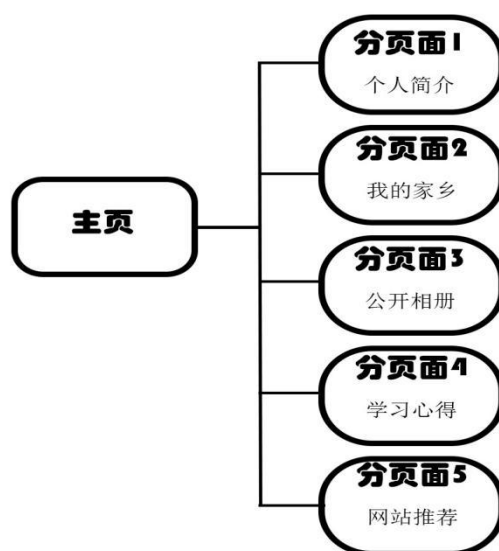 分页面1
个人简介
分页面2
我的家乡
主页
分页面3
公开相册
分页面4
学习心得
分页面5
网站推荐